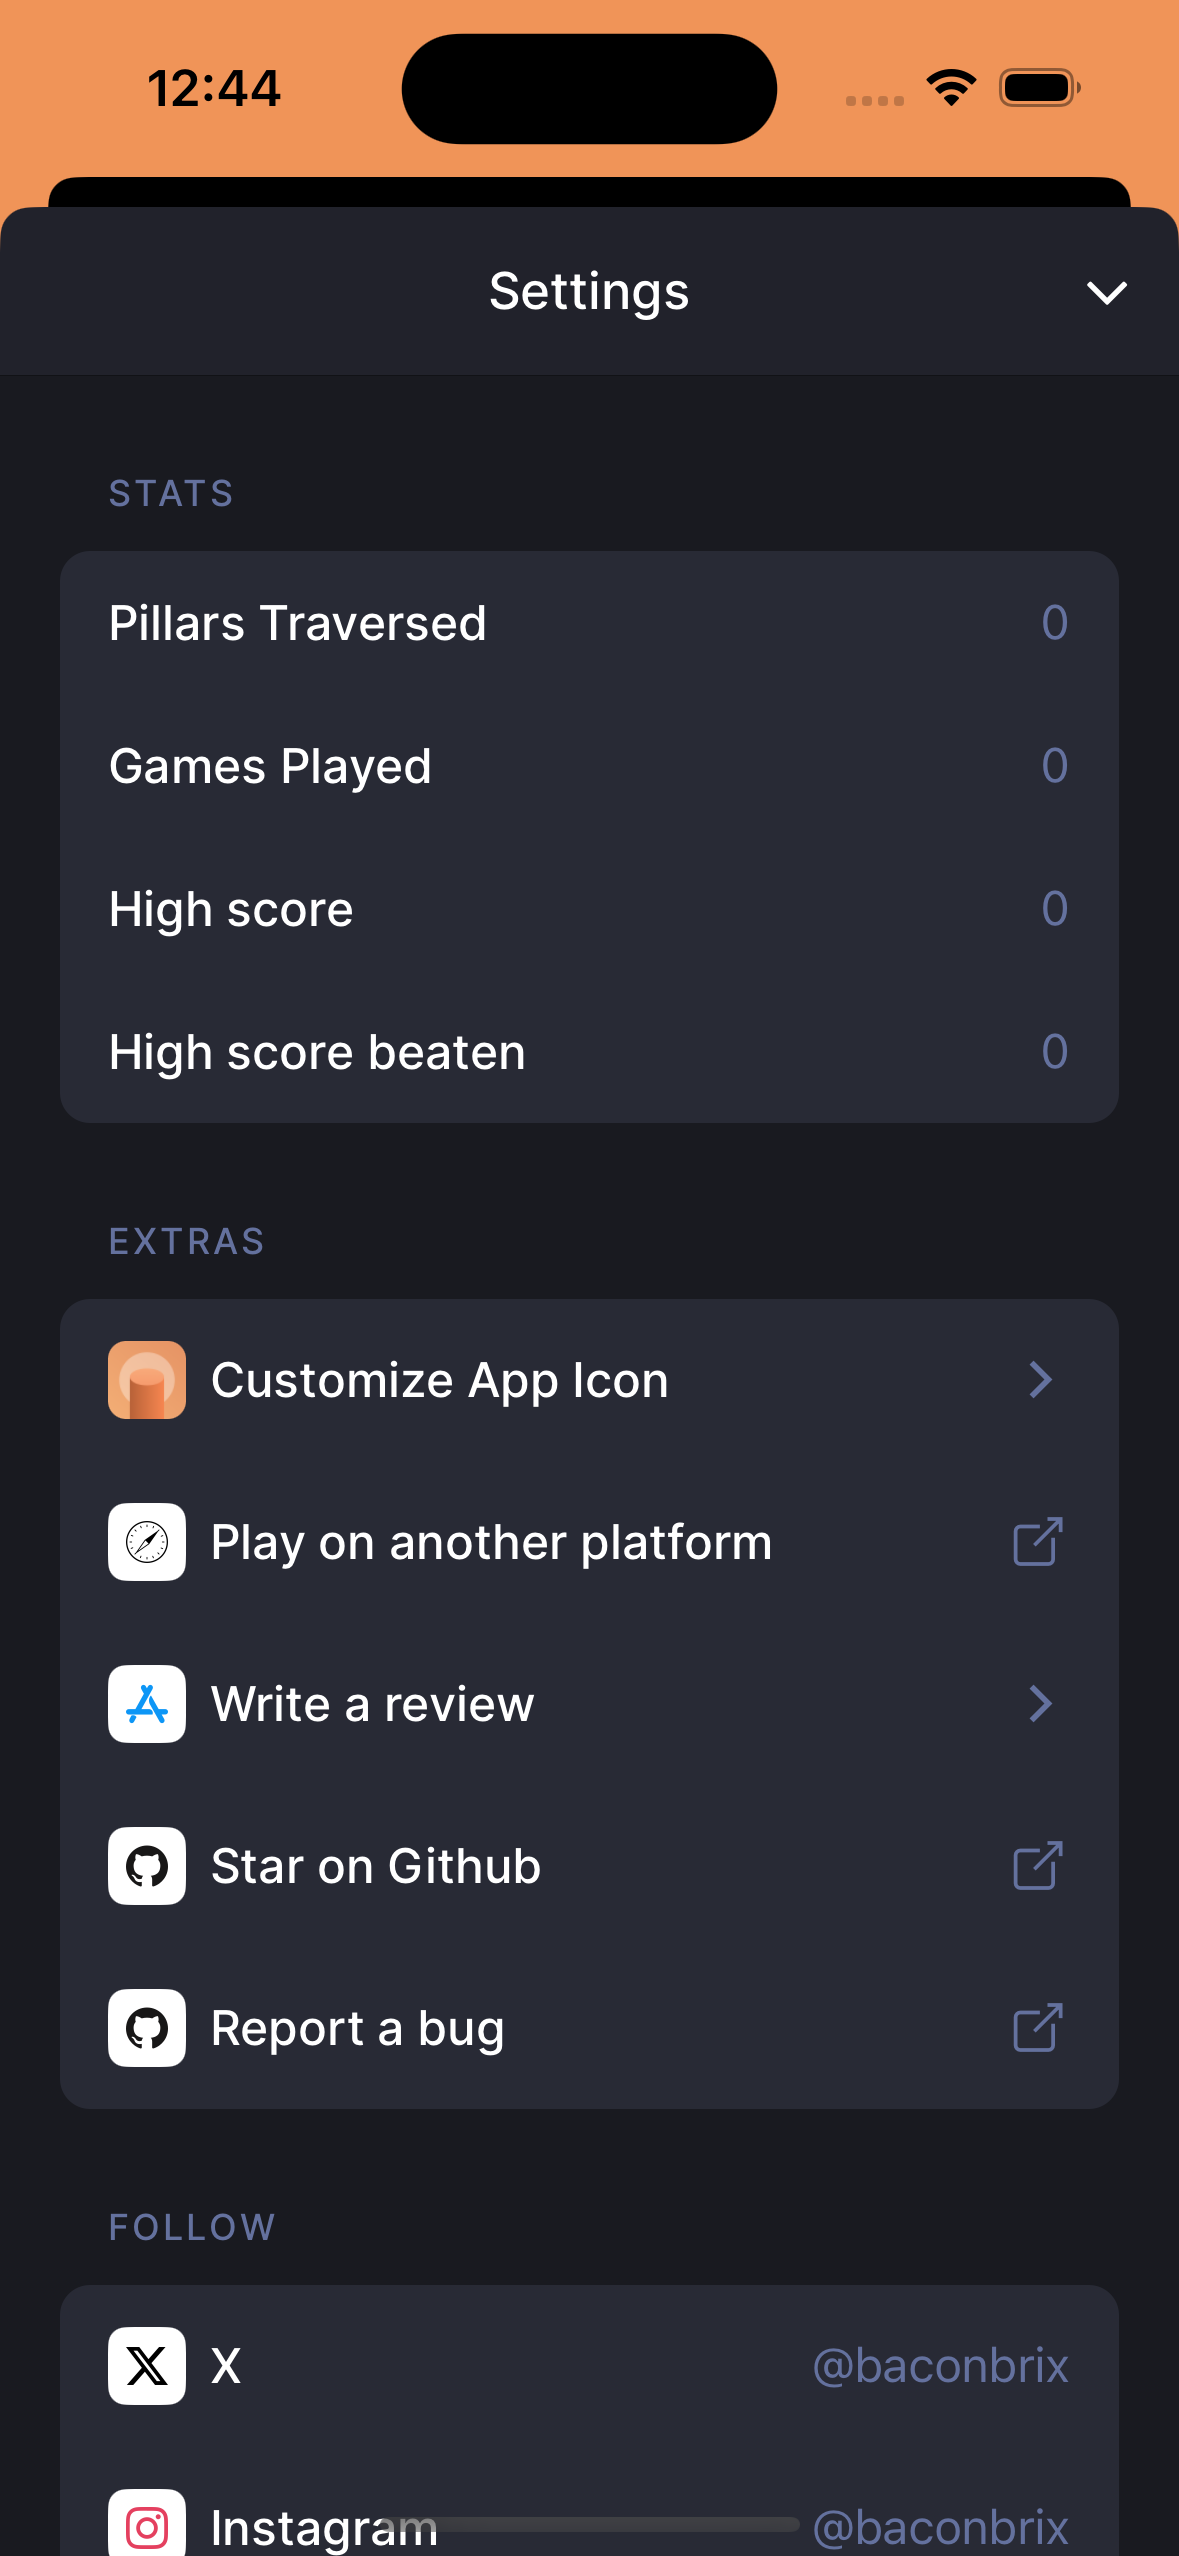 12:44
Settings
STATS
Pillars Traversed 0
Games Played 0
High score 0
High score beaten 0
EXTRAS
Customize App Icon
Play on another platform
Write a review
Star on Github
Report a bug
FOLLOW
X @baconbrix
Instagram @baconbrix